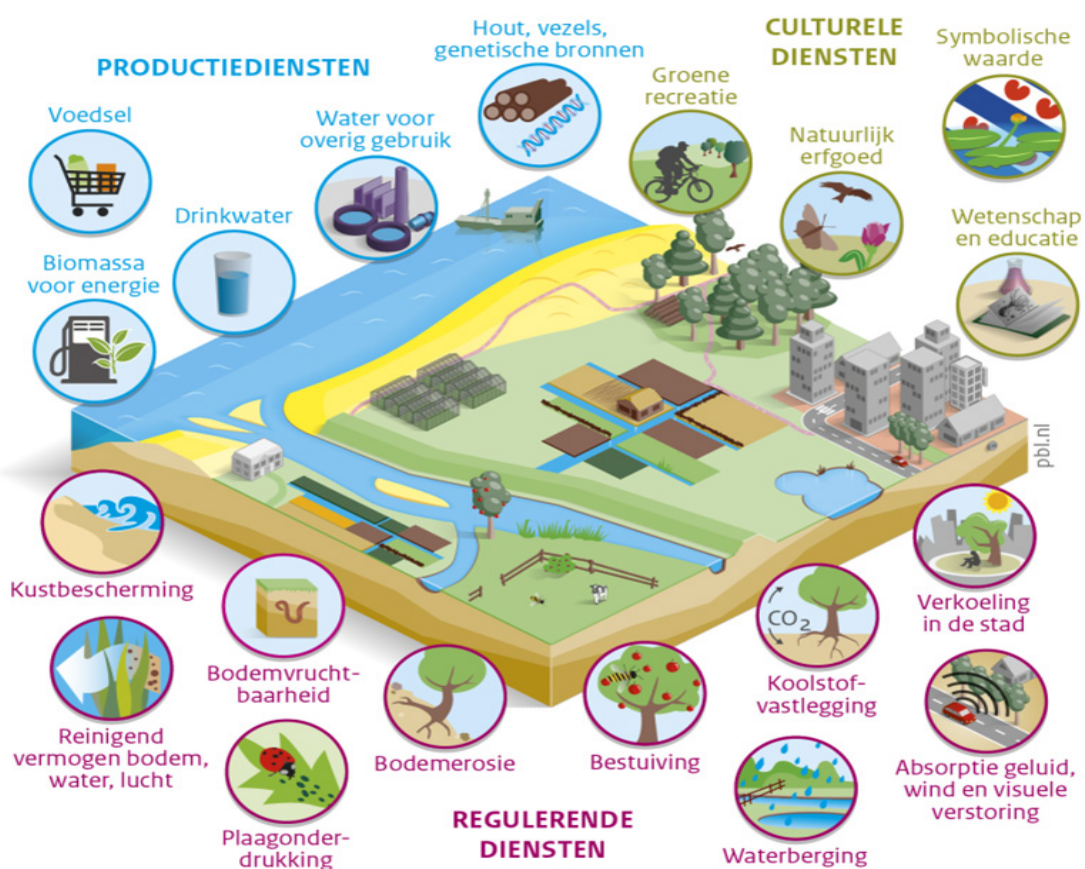 PRODUCTIEDIENSTEN
Voedsel
Drinkwater
Biomassa
voor energie
Water voor
overig gebruik
Hout, vezels,
genetische bronnen
CULTURELE
DIENSTEN
Groene
recreatie
Natuurlijk
erfgoed
Symbolische
waarde
Wetenschap
en educatie
pbl.nl
Kustbescherming
Reinigend
vermogen bodem,
water, lucht
Bodemvrucht-
baarheid
Plaagonder-
drukking
Bodemerosie
REGULERENDE
DIENSTEN
Bestuiving
CO2
Koolstof-
vastlegging
Waterberging
Verkoeling
in de stad
Absorptie geluid,
wind en visuele
verstoring